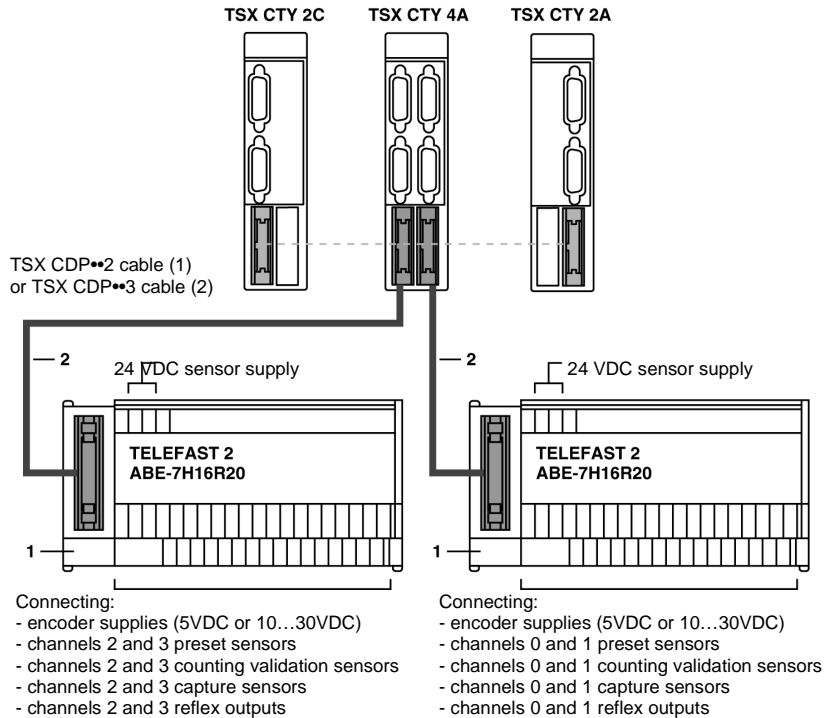 TSX CTY 2C TSX CTY 4A TSX CTY 2A
TSX CDP••2 cable (1)
or TSX CDP••3 cable (2)
2
24 VDC sensor supply
2
24 VDC sensor supply
TELEFAST 2
ABE-7H16R20
TELEFAST 2
ABE-7H16R20
1
1
Connecting:
- encoder supplies (5VDC or 10…30VDC)
- channels 2 and 3 preset sensors
- channels 2 and 3 counting validation sensors
- channels 2 and 3 capture sensors
- channels 2 and 3 reflex outputs
Connecting:
- encoder supplies (5VDC or 10…30VDC)
- channels 0 and 1 preset sensors
- channels 0 and 1 counting validation sensors
- channels 0 and 1 capture sensors
- channels 0 and 1 reflex outputs